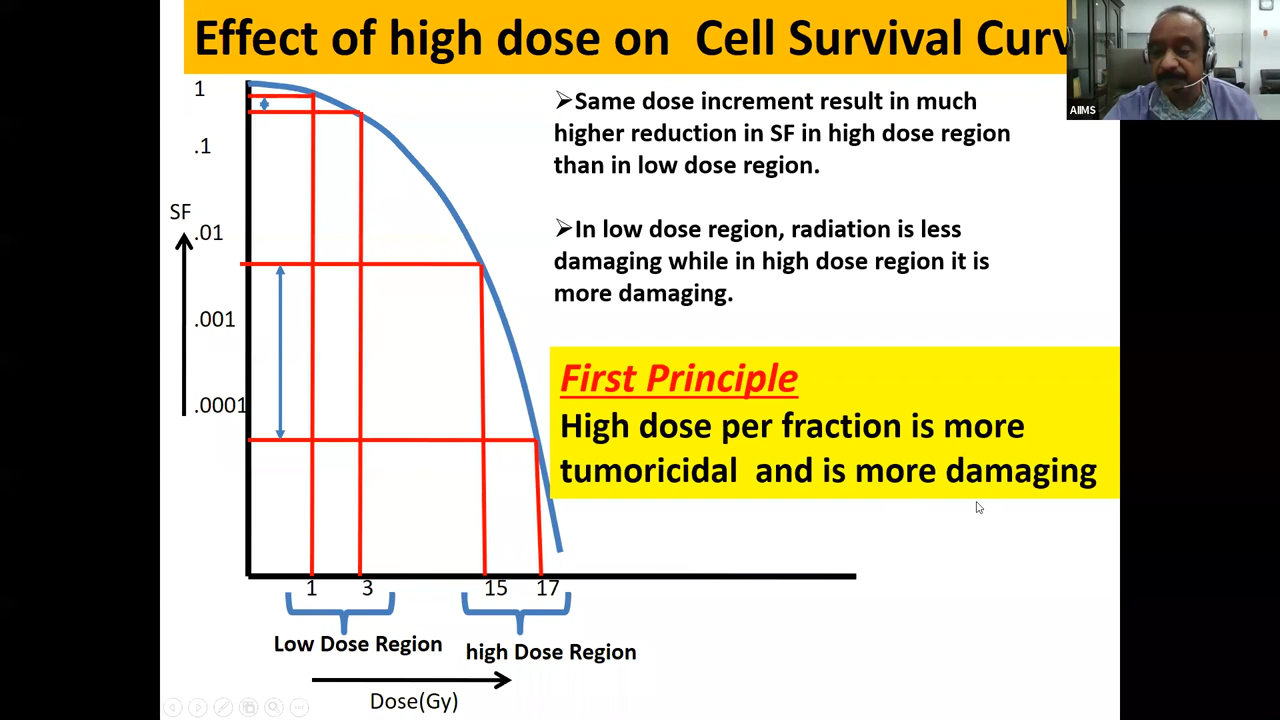 Effect of high dose on Cell Survival Curv
AIIMS
1
.1
SF
.01
.001
.0001
➢Same dose increment result in much
higher reduction in SF in high dose region
than in low dose region.
➢In low dose region, radiation is less
damaging while in high dose region it is
more damaging.
First Principle
High dose per fraction is more
tumoricidal and is more damaging
1 3 15 17
Low Dose Region
high Dose Region
Dose(Gy)